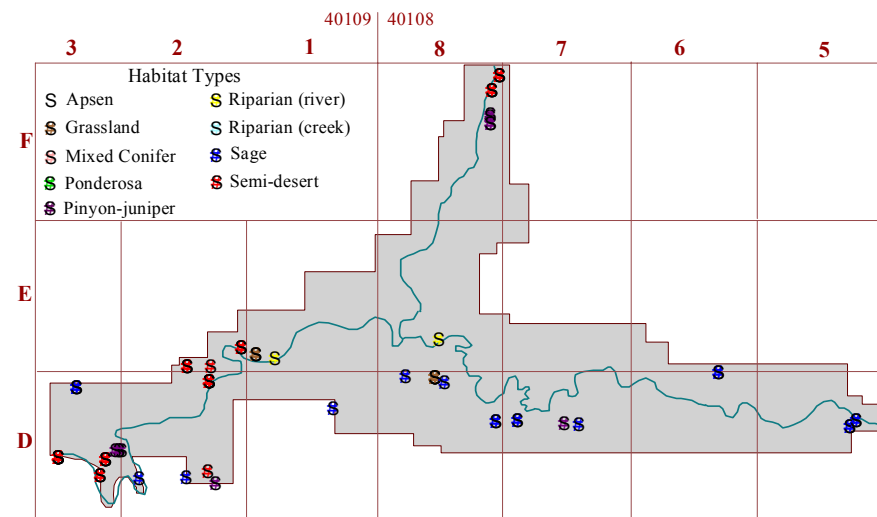 40109 40108
3 2 1 8 7 6 5
Habitat Types
S Apsen S Riparian (river)
S Grassland S Riparian (creek)
S Mixed Conifer S Sage
S Ponderosa S Semi-desert
S Pinyon-juniper
F
E
D